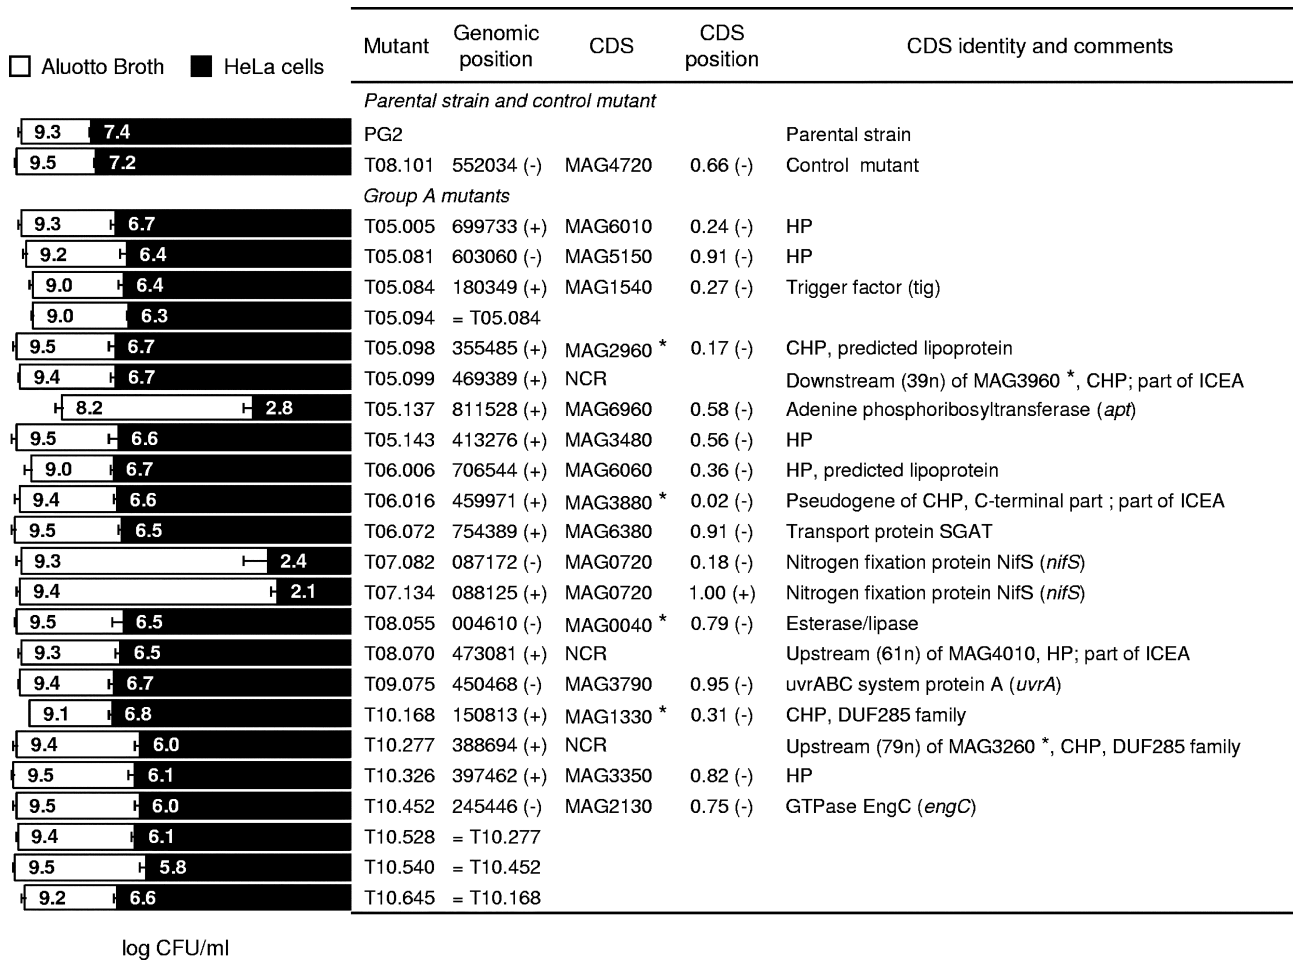 Mutant Genomic position CDS CDS position CDS identity and comments
Aluotto Broth HeLa cells
Parental strain and control mutant
9.3 7.4 PG2 Parental strain
9.5 7.2 T08.101 552034 (-) MAG4720 0.66 (-) Control mutant
Group A mutants
9.3 6.7 T05.005 699733 (+) MAG6010 0.24 (-) HP
9.2 6.4 T05.081 603060 (-) MAG5150 0.91 (-) HP
9.0 6.4 T05.084 180349 (+) MAG1540 0.27 (-) Trigger factor (tig)
9.0 6.3 T05.094 = T05.084
9.5 6.7 T05.098 355485 (+) MAG2960 * 0.17 (-) CHP, predicted lipoprotein
9.4 6.7 T05.099 469389 (+) NCR Downstream (39n) of MAG3960 *, CHP; part of ICEA
8.2 2.8 T05.137 811528 (+) MAG6960 0.58 (-) Adenine phosphoribosyltransferase (apt)
9.5 6.6 T05.143 413276 (+) MAG3480 0.56 (-) HP
9.0 6.7 T06.006 706544 (+) MAG6060 0.36 (-) HP, predicted lipoprotein
9.4 6.6 T06.016 459971 (+) MAG3880 * 0.02 (-) Pseudogene of CHP, C-terminal part ; part of ICEA
9.5 6.5 T06.072 754389 (+) MAG6380 0.91 (-) Transport protein SGAT
9.3 2.4 T07.082 087172 (-) MAG0720 0.18 (-) Nitrogen fixation protein NifS (nifS)
9.4 2.1 T07.134 088125 (+) MAG0720 1.00 (+) Nitrogen fixation protein NifS (nifS)
9.5 6.5 T08.055 004610 (-) MAG0040 * 0.79 (-) Esterase/lipase
9.3 6.5 T08.070 473081 (+) NCR Upstream (61n) of MAG4010, HP; part of ICEA
9.4 6.7 T09.075 450468 (-) MAG3790 0.95 (-) uvrABC system protein A (uvrA)
9.1 6.8 T10.168 150813 (+) MAG1330 * 0.31 (-) CHP, DUF285 family
9.4 6.0 T10.277 388694 (+) NCR Upstream (79n) of MAG3260 *, CHP, DUF285 family
9.5 6.1 T10.326 397462 (+) MAG3350 0.82 (-) HP
9.5 6.0 T10.452 245446 (-) MAG2130 0.75 (-) GTPase EngC (engC)
9.4 6.1 T10.528 = T10.277
9.5 5.8 T10.540 = T10.452
9.2 6.6 T10.645 = T10.168
log CFU/ml